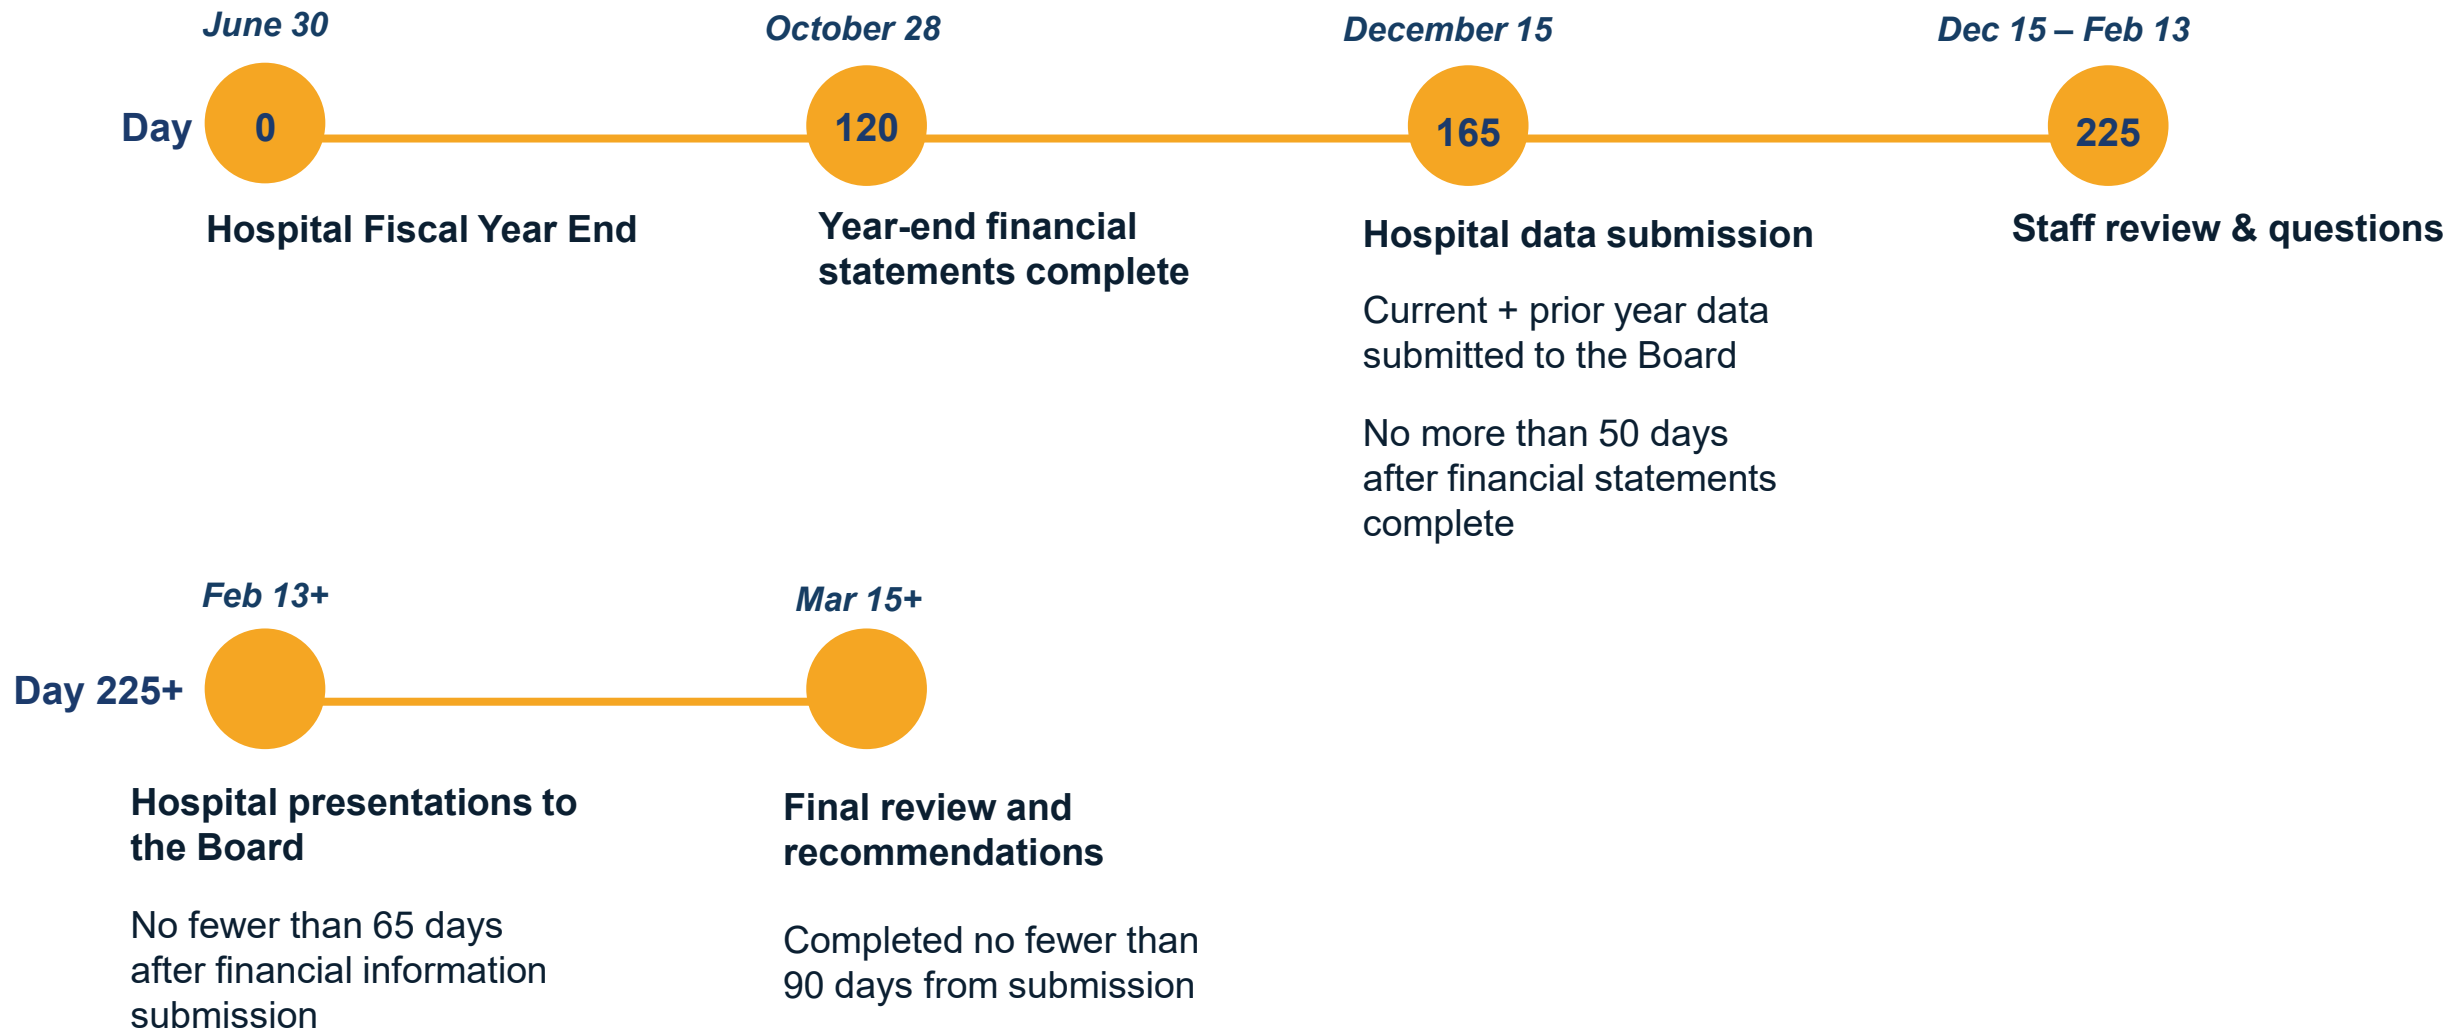 June 30
October 28
December 15
Dec 15 – Feb 13
Day
0
120
165
225
Hospital Fiscal Year End
Year-end financial
statements complete
Hospital data submission
Current + prior year data
submitted to the Board
No more than 50 days
after financial statements
complete
Staff review & questions
Feb 13+
Mar 15+
Day 225+
Hospital presentations to
the Board
No fewer than 65 days
after financial information
submission
Final review and
recommendations
Completed no fewer than
90 days from submission